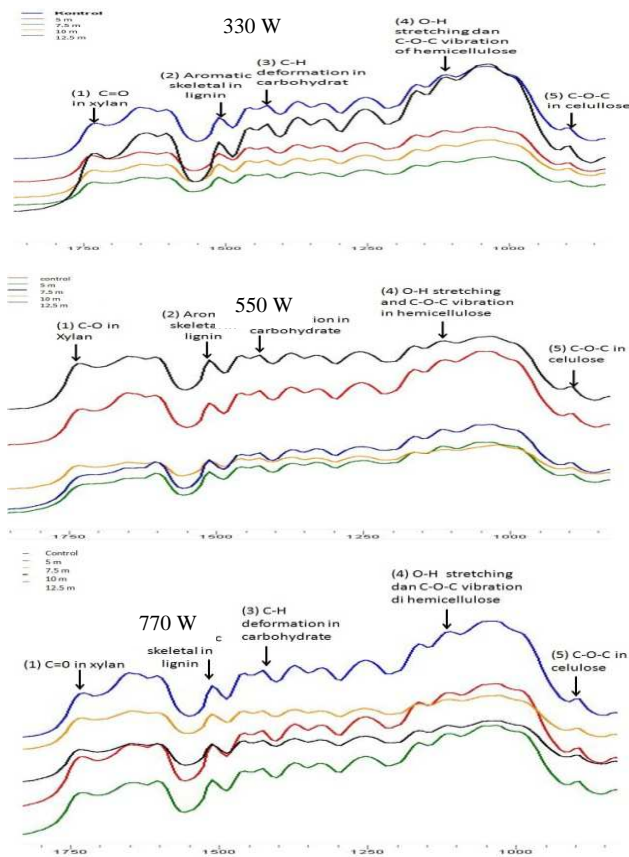 Kontrol
5 m
7.5 m
10 m
12.5 m
330 W
(1) C=O
in xylan
(2) Aromatic
skeletal in
lignin
(3) C-H
deformation in
carbohydrat
(4) O-H
stretching dan
C-O-C vibration
of hemicellulose
(5) C-O-C
in celullose
1750
1500
1250
1000
control
5 m
7.5 m
10 m
12.5 m
550 W
(1) C-O in
Xylan
(2) Aron
skeleta
lignin
ion in
carbohydrate
(4) O-H stretching
and C-O-C vibration
in hemicellulose
(5) C-O-C in
celulose
1750
1500
1250
1000
Control
5 m
7.5 m
10 m
12.5 m
770 W
(1) C=0 in xylan
c
skeletal in
lignin
(3) C-H
deformation in
carbohydrate
(4) O-H stretching
dan C-O-C vibration
di hemicellulose
(5) C-O-C in
celulose
1750
1500
1250
1000